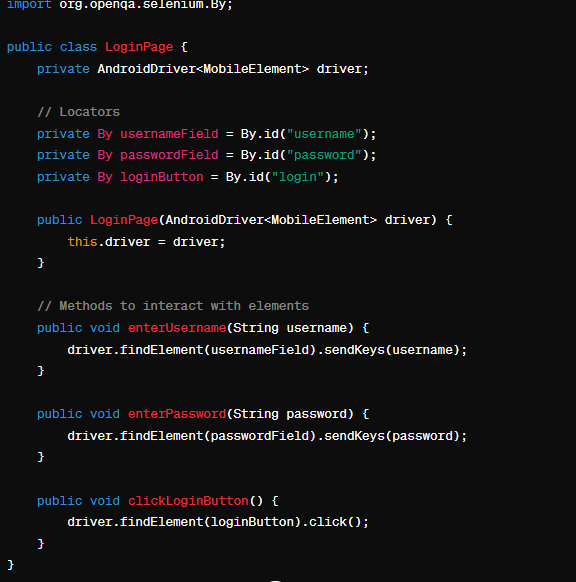 import org.openqa.selenium.By;
public class LoginPage {
private AndroidDriver<MobileElement> driver;
// Locators
private By usernameField = By.id("username");
private By passwordField = By.id("password");
private By loginButton = By.id("login");
public LoginPage(AndroidDriver<MobileElement> driver) {
this.driver = driver;
}
// Methods to interact with elements
public void enterUsername(String username) {
driver.findElement(usernameField).sendKeys(username);
}
public void enterPassword(String password) {
driver.findElement(passwordField).sendKeys(password);
}
public void clickLoginButton() {
driver.findElement(loginButton).click();
}
}